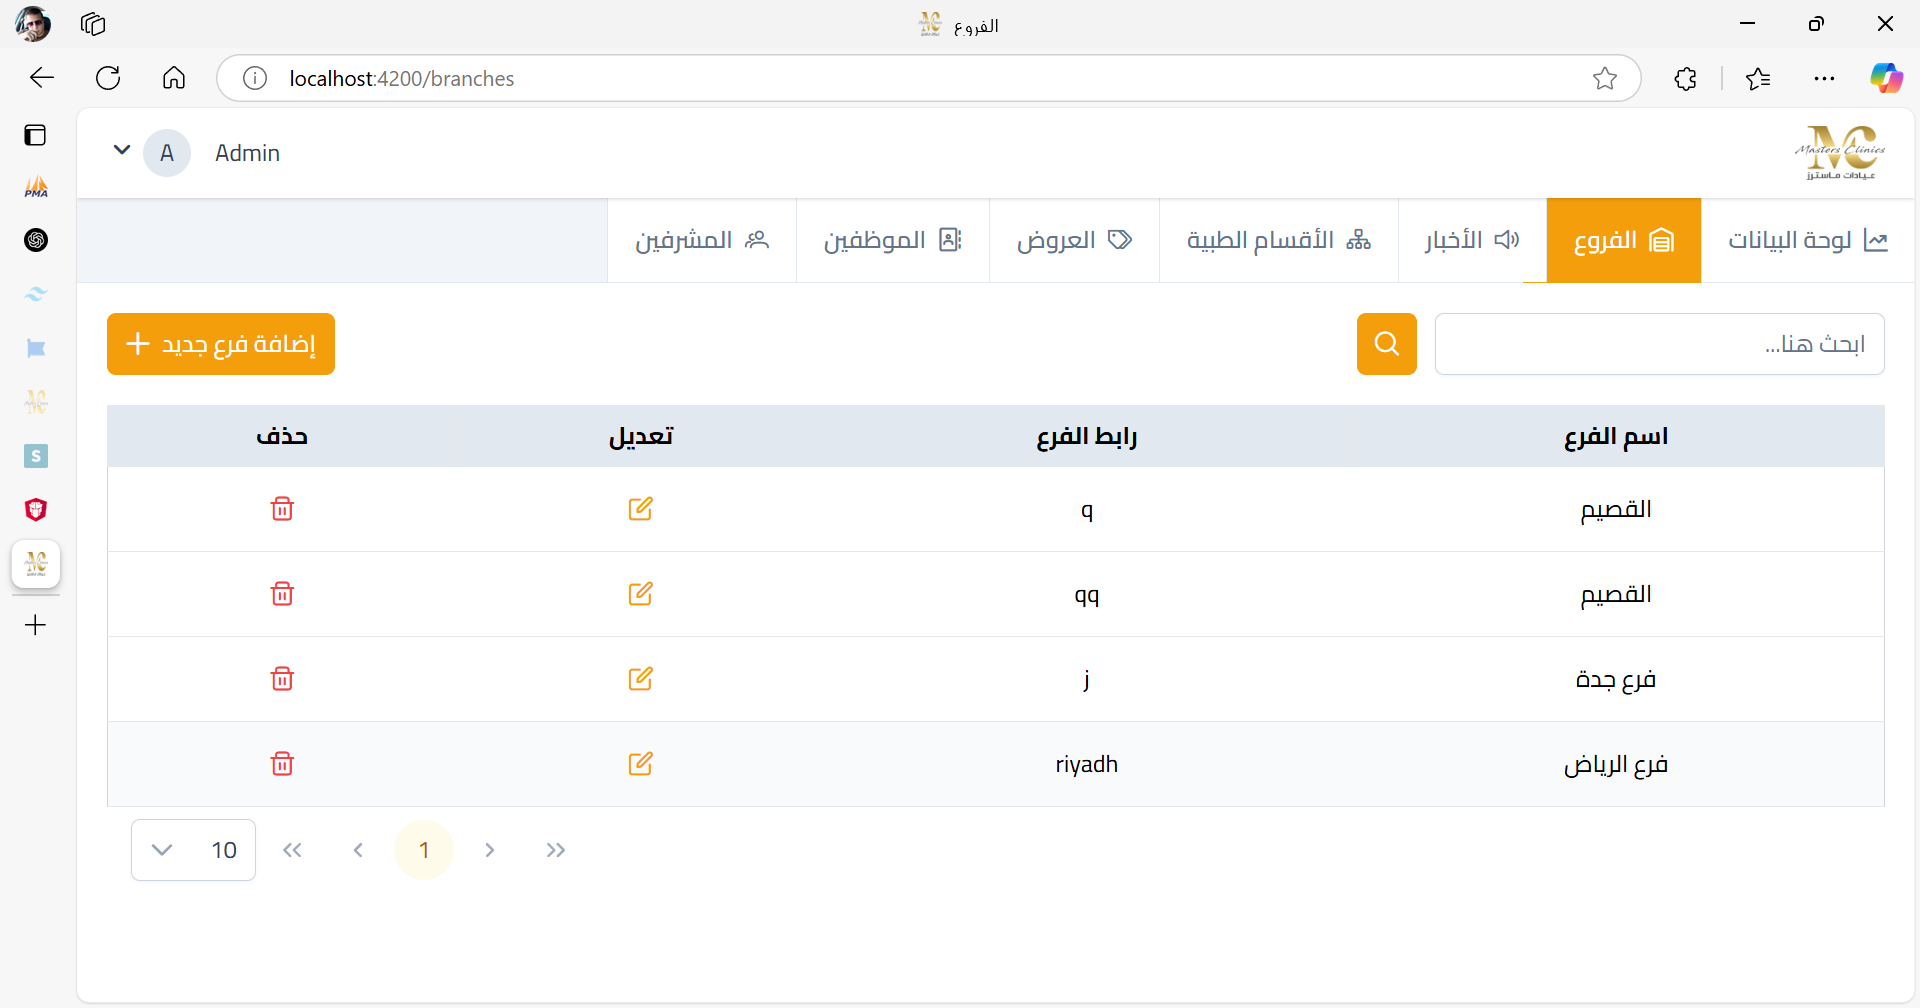 الفروع
localhost:4200/branches
Masters Clinics
عيادات ماسترز
A Admin
لوحة البيانات
الفروع
الأخبار
الأقسام الطبية
العروض
الموظفين
المشرفين
ابحث هنا...
إضافة فرع جديد
اسم الفرع رابط الفرع تعديل حذف
القصيم q
القصيم qq
فرع جدة j
فرع الرياض riyadh
10 « ‹ 1 › »
PMA
S